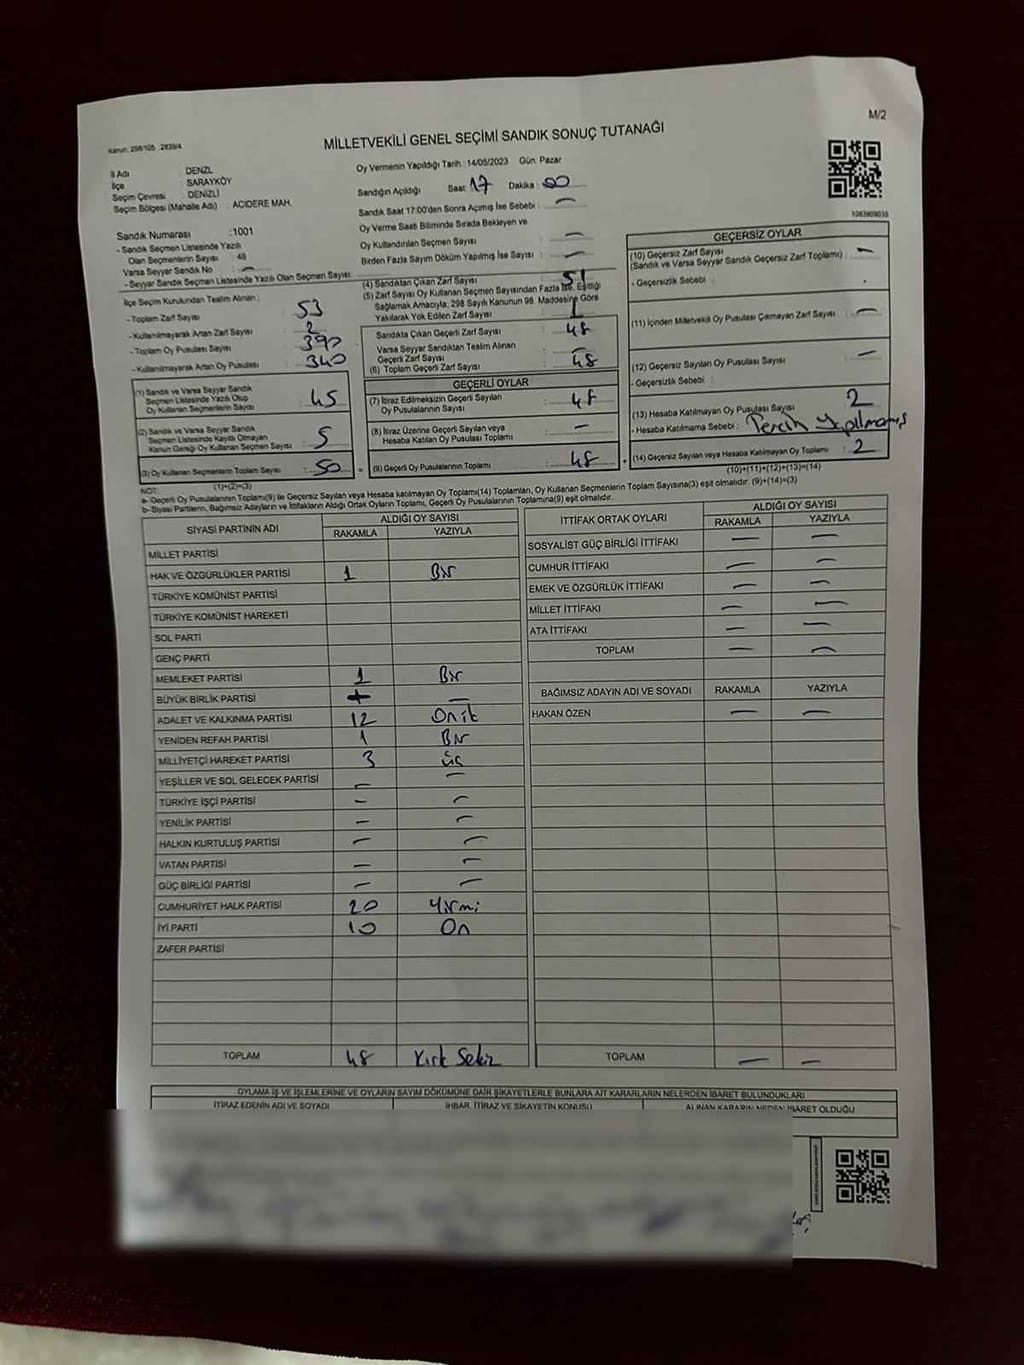 M/2
Kanun: 298/105 2839/4
MİLLETVEKİLİ GENEL SEÇİMİ SANDIK SONUÇ TUTANAĞI
İl Adı : DENZL
İlçe : SARAYKÖY
Seçim Çevresi : DENİZLİ
Seçim Bölgesi (Mahalle Adı) : ACIDERE MAH.
Oy Vermenin Yapıldığı Tarih : 14/05/2023 Gün: Pazar
Sandığın Açıldığı Saat : 17 Dakika : 00
Sandık Saat 17:00'den Sonra Açımış İse Sebebi : —
Oy Verme Saati Bitiminde Sırada Bekleyen ve
Oy Kullandırılan Seçmen Sayısı : —
Birden Fazla Sayım Döküm Yapılmış İse Sayısı : —
1083909035
Sandık Numarası : 1001
- Sandık Seçmen Listesinde Yazılı
Olan Seçmenlerin Sayısı : 48
Varsa Seyyar Sandık No : —
- Seyyar Sandık Seçmen Listesinde Yazılı Olan Seçmen Sayısı:
İlçe Seçim Kurulundan Teslim Alınan :
- Toplam Zarf Sayısı : 53
- Kullanılmayarak Artan Zarf Sayısı : 2
- Toplam Oy Pusulası Sayısı : 390
- Kullanılmayarak Artan Oy Pusulası : 340
(1) Sandık ve Varsa Seyyar Sandık
Seçmen Listesinde Yazılı Olup
Oy Kullanan Seçmenlerin Sayısı : 45
(2) Sandık ve Varsa Seyyar Sandık
Seçmen Listesinde Kayıtlı Olmayan
Kanun Gereği Oy Kullanan Seçmen Sayısı : 5
(3) Oy Kullanan Seçmenlerin Toplam Sayısı : 50
(1)+(2)=(3)
(4) Sandıktan Çıkan Zarf Sayısı : 51
(5) Zarf Sayısı Oy Kullanan Seçmen Sayısından Fazla İse, Eşitliği
Sağlamak Amacıyla; 298 Sayılı Kanunun 98. Maddesine Göre
Yakılarak Yok Edilen Zarf Sayısı : 1
Sandıkta Çıkan Geçerli Zarf Sayısı : 48
Varsa Seyyar Sandıktan Teslim Alınan
Geçerli Zarf Sayısı : —
(6) Toplam Geçerli Zarf Sayısı : 48
GEÇERLİ OYLAR
(7) İtiraz Edilmeksizin Geçerli Sayılan
Oy Pusulalarının Sayısı : 48
(8) İtiraz Üzerine Geçerli Sayılan veya
Hesaba Katılan Oy Pusulası Toplamı : —
(9) Geçerli Oy Pusulalarının Toplamı : 48
GEÇERSİZ OYLAR
(10) Geçersiz Zarf Sayısı : —
(Sandık ve Varsa Seyyar Sandık Geçersiz Zarf Toplamı)
- Geçersizlik Sebebi :
(11) İçinden Milletvekili Oy Pusulası Çıkmayan Zarf Sayısı : —
(12) Geçersiz Sayılan Oy Pusulası Sayısı : —
- Geçersizlik Sebebi :
(13) Hesaba Katılmayan Oy Pusulası Sayısı : 2
- Hesaba Katılmama Sebebi : Tercih Yapılmamış
(14) Geçersiz Sayılan veya Hesaba Katılmayan Oy Toplamı : 2
(10)+(11)+(12)+(13)=(14)
NOT:
a- Geçerli Oy Pusulalarının Toplamı(9) ile Geçersiz Sayılan veya Hesaba katılmayan Oy Toplamı(14) Toplamları, Oy Kullanan Seçmenlerin Toplam Sayısına(3) eşit olmalıdır. (9)+(14)=(3)
b- Siyasi Partilerin, Bağımsız Adayların ve İttifakların Aldığı Ortak Oyların Toplamı, Geçerli Oy Pusulalarının Toplamına(9) eşit olmalıdır.
SİYASİ PARTİNİN ADI ALDIĞI OY SAYISI
RAKAMLA YAZIYLA
MİLLET PARTİSİ
HAK VE ÖZGÜRLÜKLER PARTİSİ 1 Bir
TÜRKİYE KOMÜNİST PARTİSİ
TÜRKİYE KOMÜNİST HAREKETİ
SOL PARTİ
GENÇ PARTİ
MEMLEKET PARTİSİ 1 Bir
BÜYÜK BİRLİK PARTİSİ —
ADALET VE KALKINMA PARTİSİ 12 Oniki
YENİDEN REFAH PARTİSİ 1 Bir
MİLLİYETÇİ HAREKET PARTİSİ 3 üç
YEŞİLLER VE SOL GELECEK PARTİSİ — —
TÜRKİYE İŞÇİ PARTİSİ — —
YENİLİK PARTİSİ — —
HALKIN KURTULUŞ PARTİSİ — —
VATAN PARTİSİ — —
GÜÇ BİRLİĞİ PARTİSİ — —
CUMHURİYET HALK PARTİSİ 20 Yirmi
İYİ PARTİ 10 On
ZAFER PARTİSİ
TOPLAM 48 Kırk Sekiz
İTTİFAK ORTAK OYLARI ALDIĞI OY SAYISI
RAKAMLA YAZIYLA
SOSYALİST GÜÇ BİRLİĞİ İTTİFAKI — —
CUMHUR İTTİFAKI — —
EMEK VE ÖZGÜRLÜK İTTİFAKI — —
MİLLET İTTİFAKI — —
ATA İTTİFAKI — —
TOPLAM — —
BAĞIMSIZ ADAYIN ADI VE SOYADI RAKAMLA YAZIYLA
HAKAN ÖZEN — —
TOPLAM — —
OYLAMA İŞ VE İŞLEMLERİNE VE OYLARIN SAYIM DÖKÜMÜNE DAİR ŞİKAYETLERLE BUNLARA AİT KARARLARIN NELERDEN İBARET BULUNDUKLARI
İTİRAZ EDENİN ADI VE SOYADI İHBAR, İTİRAZ VE ŞİKAYETİN KONUSU ALINAN KARARIN NEDEN İBARET OLDUĞU